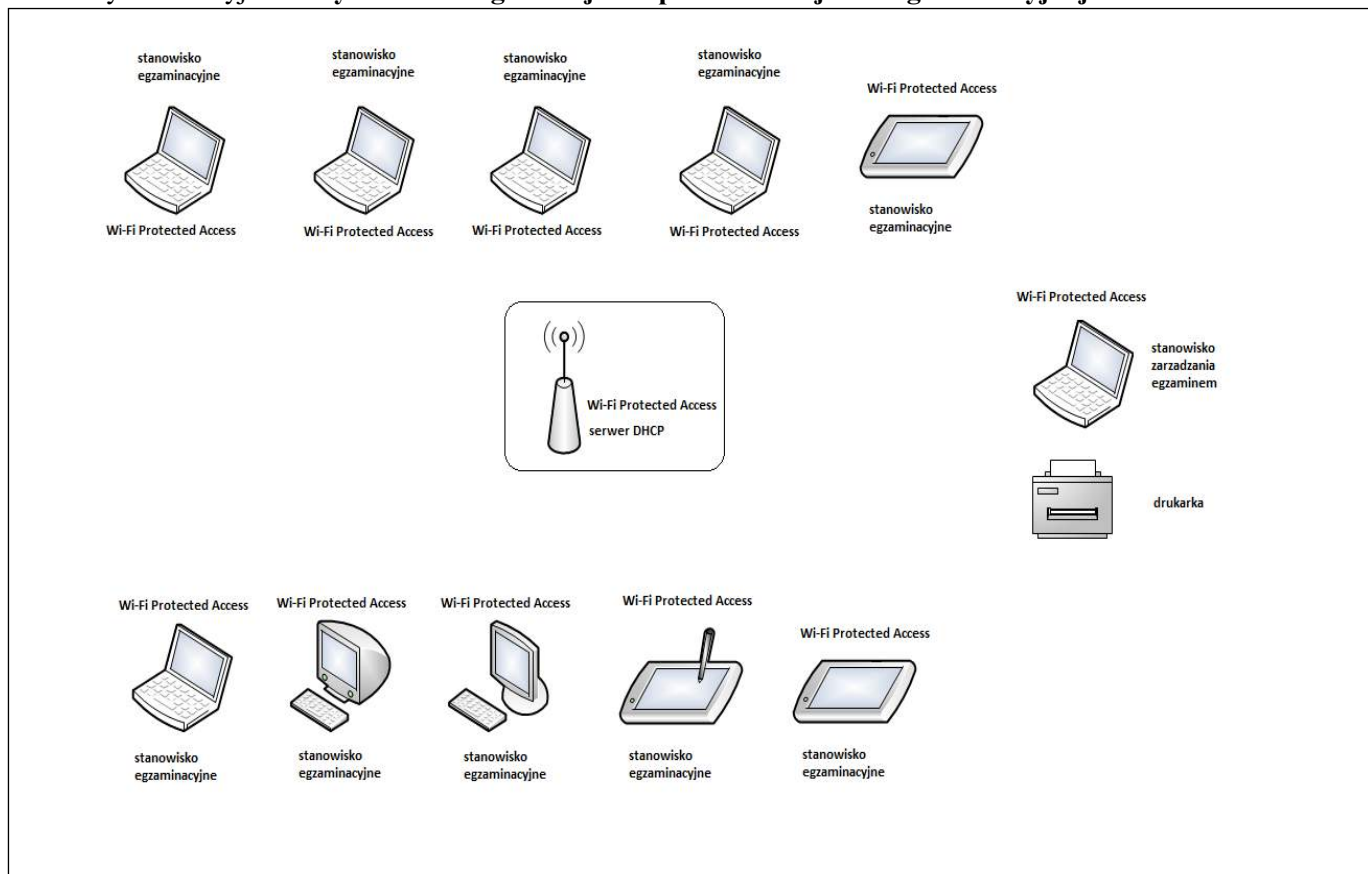 stanowisko
egzaminacyjne
stanowisko
egzaminacyjne
stanowisko
egzaminacyjne
stanowisko
egzaminacyjne
Wi-Fi Protected Access
Wi-Fi Protected Access
Wi-Fi Protected Access
Wi-Fi Protected Access
Wi-Fi Protected Access
stanowisko
egzaminacyjne
Wi-Fi Protected Access
serwer DHCP
Wi-Fi Protected Access
stanowisko
zarzadzania
egzaminem
drukarka
Wi-Fi Protected Access
Wi-Fi Protected Access
Wi-Fi Protected Access
Wi-Fi Protected Access
Wi-Fi Protected Access
stanowisko
egzaminacyjne
stanowisko
egzaminacyjne
stanowisko
egzaminacyjne
stanowisko
egzaminacyjne
stanowisko
egzaminacyjne